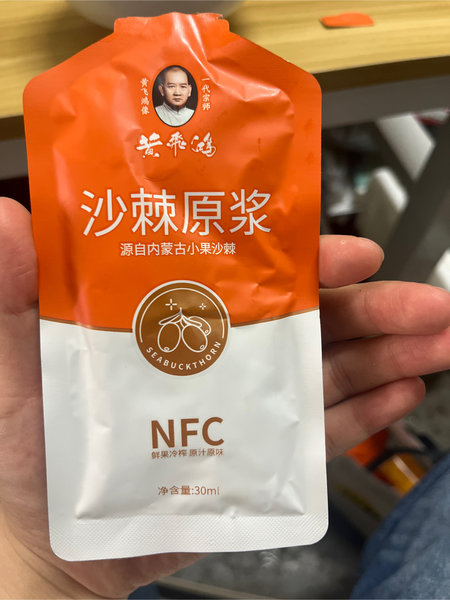 黄飞鸿像
一代宗师
黄飛鸿
沙棘原浆
源自内蒙古小果沙棘
SEABUCKTHORN
NFC
鲜果冷榨 原汁原味
净含量:30ml